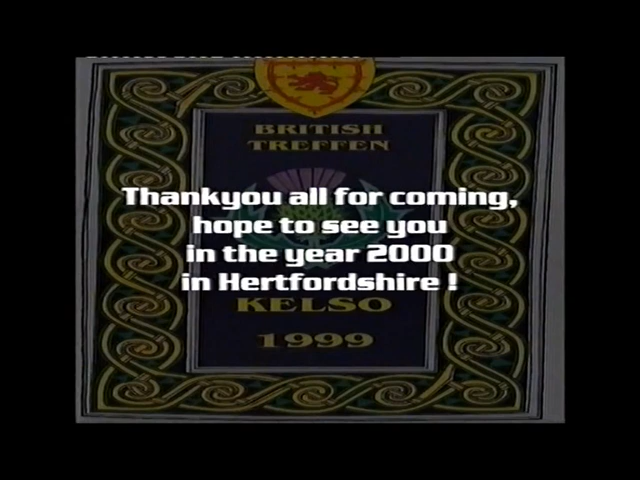 BRITISH
TREFFEN
Thankyou all for coming,
hope to see you
in the year 2000
in Hertfordshire !
KELSO
1999